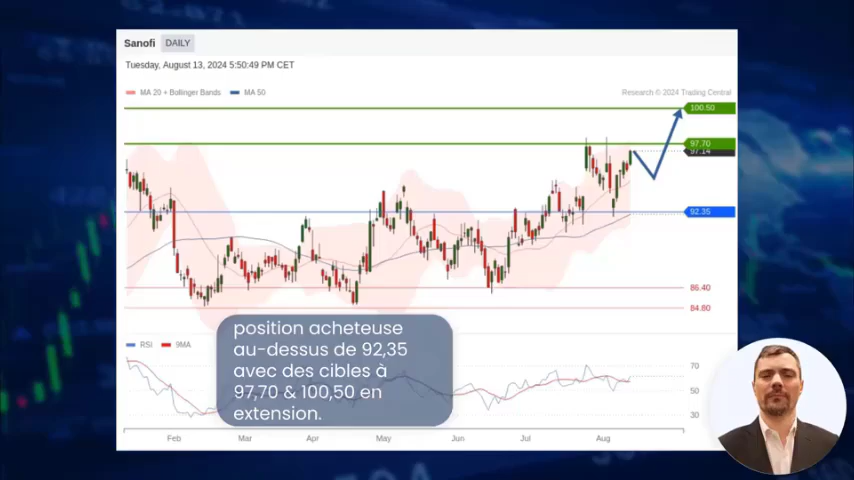 Sanofi DAILY
Tuesday, August 13, 2024 5:50:49 PM CET
MA 20 + Bollinger Bands MA 50 Research © 2024 Trading Central
100.50
97.70
97.14
92.35
86.40
84.80
position acheteuse
au-dessus de 92,35
avec des cibles à
97,70 & 100,50 en
extension.
RSI 9MA
70
50
30
Feb Mar Apr May Jun Jul Aug